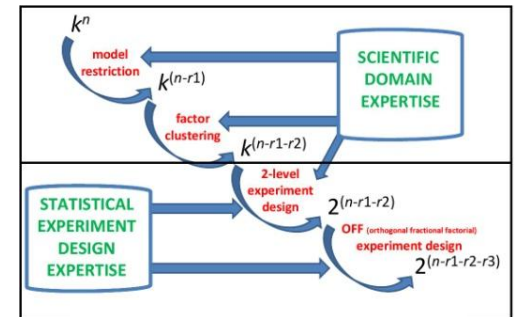 kⁿ
model
restriction
SCIENTIFIC
DOMAIN
EXPERTISE
k⁽ⁿ⁻ʳ¹⁾
factor
clustering
k⁽ⁿ⁻ʳ¹⁻ʳ²⁾
2-level
experiment
design
STATISTICAL
EXPERIMENT
DESIGN
EXPERTISE
2⁽ⁿ⁻ʳ¹⁻ʳ²⁾
OFF (orthogonal fractional factorial)
experiment design
2⁽ⁿ⁻ʳ¹⁻ʳ²⁻ʳ³⁾